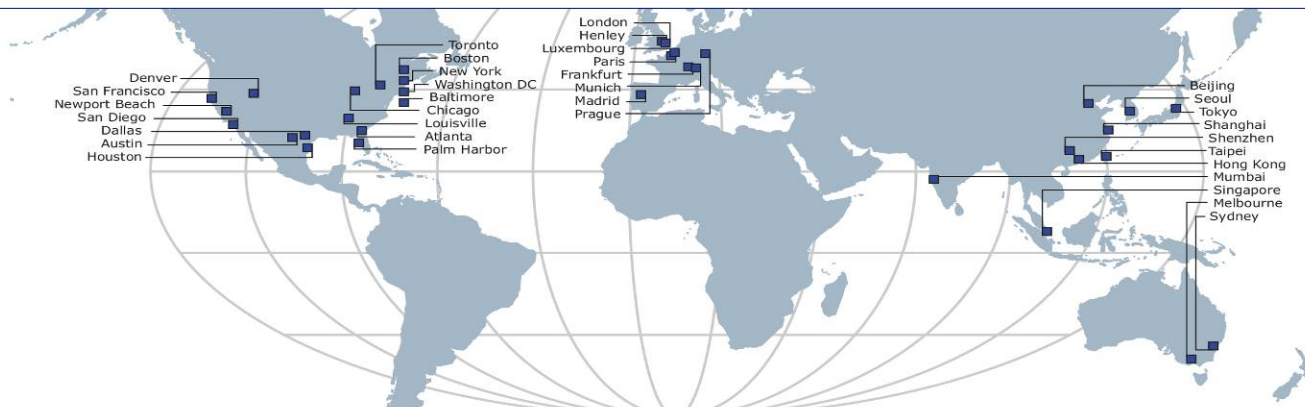 Denver
San Francisco
Newport Beach
San Diego
Dallas
Austin
Houston
Toronto
Boston
New York
Washington DC
Baltimore
Chicago
Louisville
Atlanta
Palm Harbor
London
Henley
Luxembourg
Paris
Frankfurt
Munich
Madrid
Prague
Beijing
Seoul
Tokyo
Shanghai
Shenzhen
Taipei
Hong Kong
Mumbai
Singapore
Melbourne
Sydney